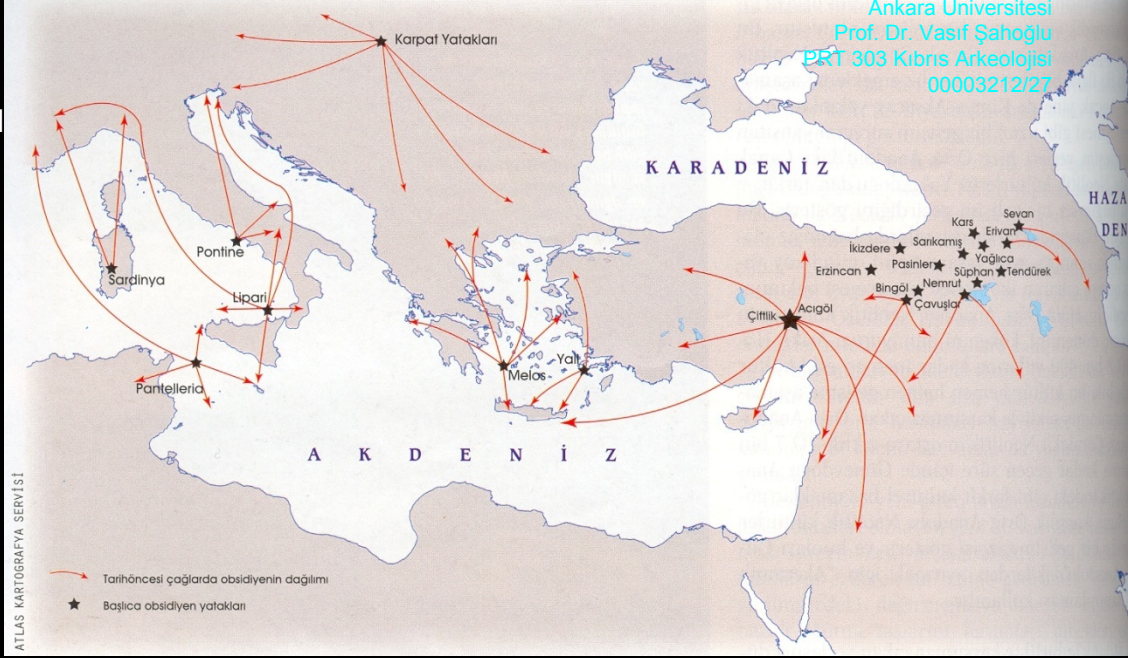 Ankara Üniversitesi
Prof. Dr. Vasıf Şahoğlu
PRT 303 Kıbrıs Arkeolojisi
00003212/27
Karpat Yatakları
KARADENİZ
HAZA
DEN
Sevan
Kars
Erivan
Sarıkamış
İkizdere
Yağlıca
Pasinler
Erzincan
Süphan
Tendürek
Bingöl
Nemrut
Çavuşlar
Acıgöl
Çiftlik
Pontine
Sardinya
Lipari
Pantelleria
Melos
Yalı
AKDENİZ
Tarihöncesi çağlarda obsidiyenin dağılımı
Başlıca obsidiyen yatakları
ATLAS KARTOGRAFYA SERVİSİ